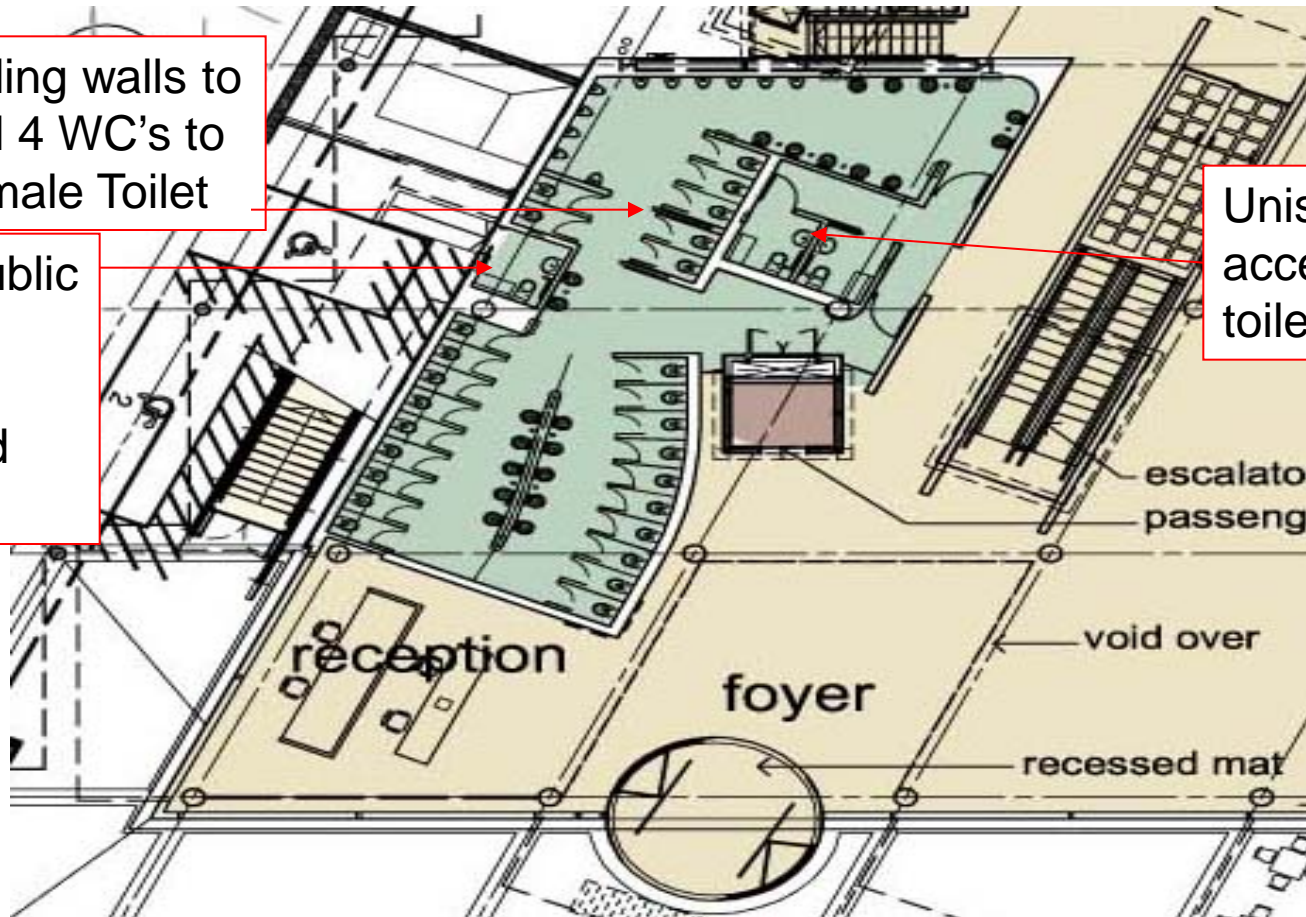 ling walls to
4 WC's to
male Toilet
ublic
Unis
acce
toile
escalato
passeng
void over
reception
foyer
recessed mat
2